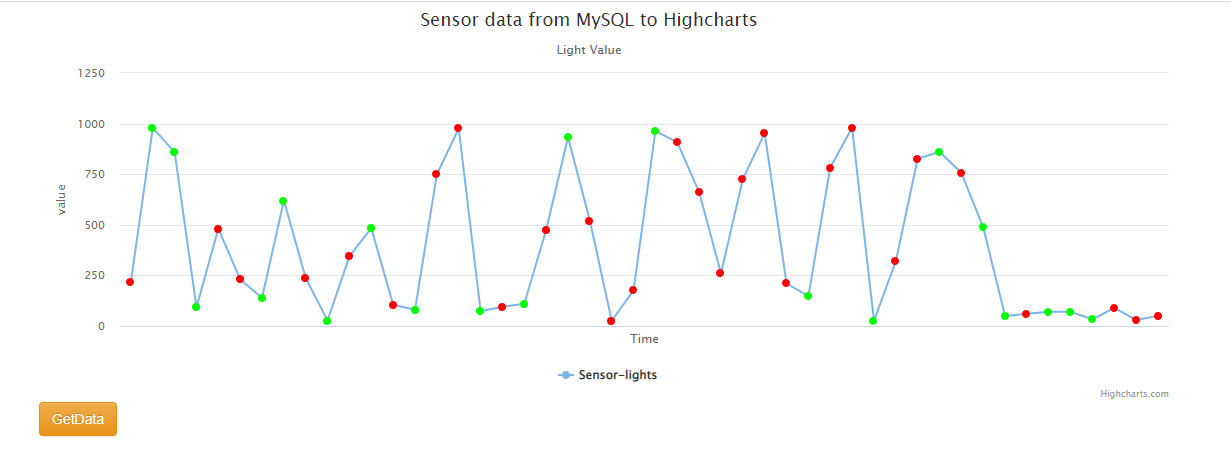 Sensor data from MySQL to Highcharts
Light Value
1250
1000
750
500
250
0
value
Time
Sensor-lights
Highcharts.com
GetData